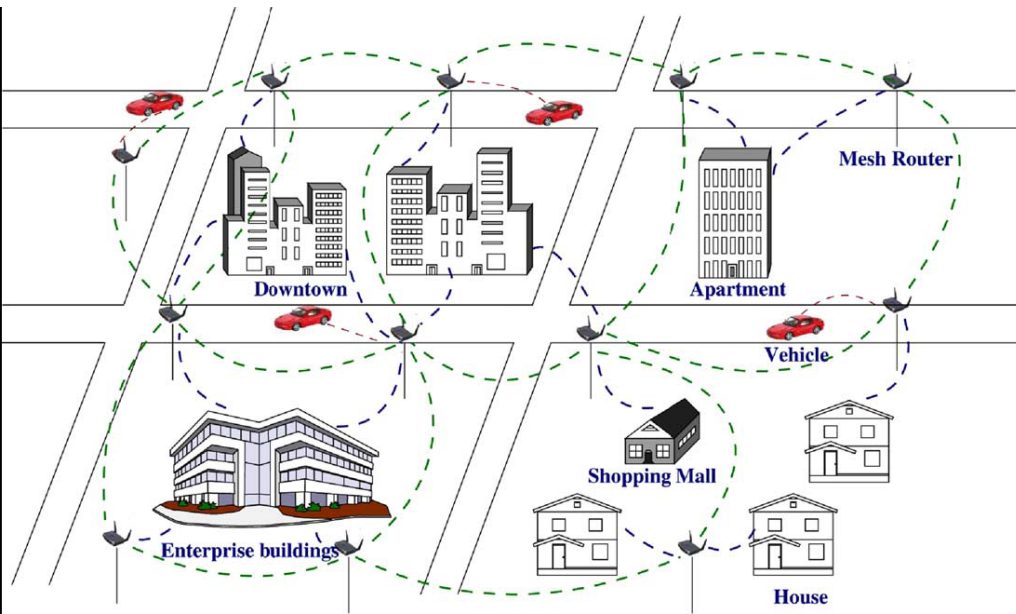 Mesh Router
Downtown
Apartment
Vehicle
Shopping Mall
Enterprise buildings
House